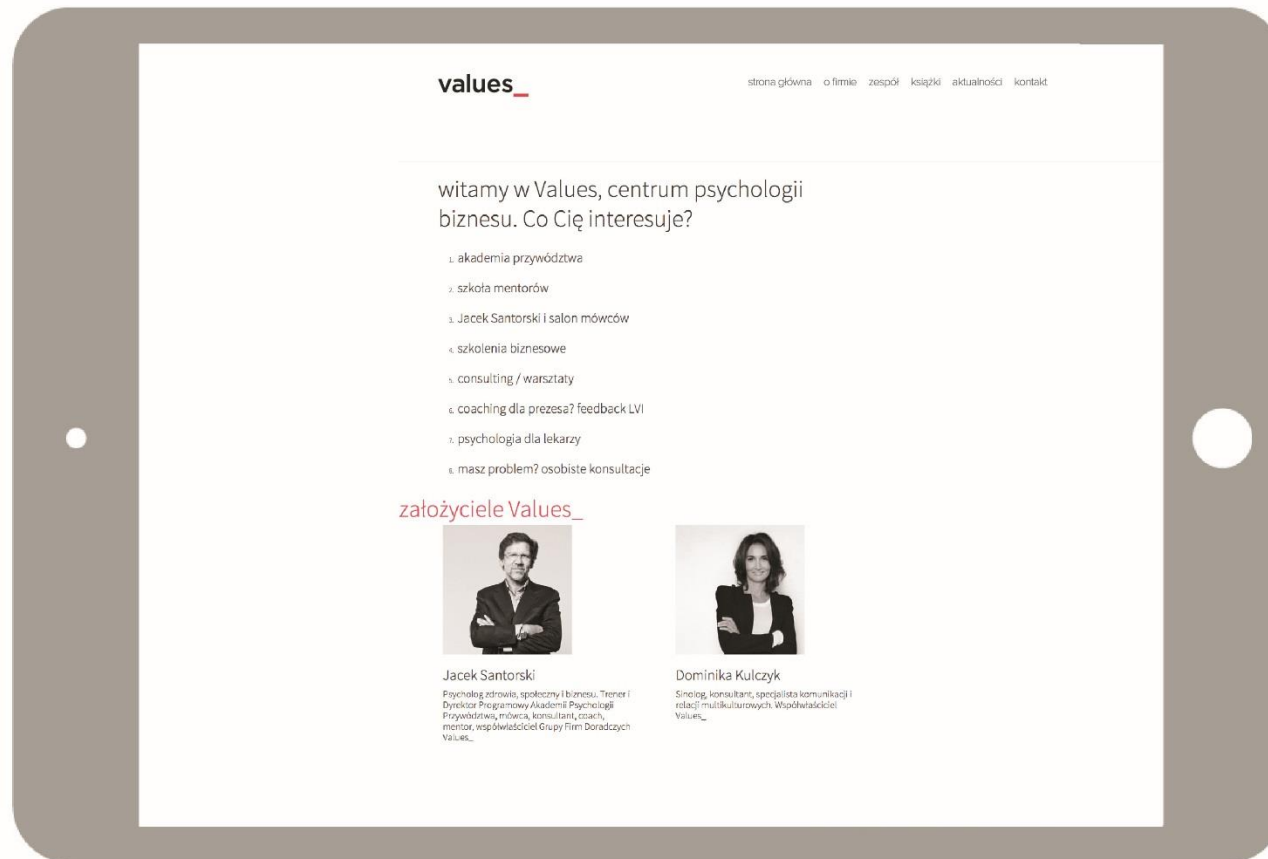 values_
strona główna o firmie zespół książki aktualności kontakt
witamy w Values, centrum psychologii
biznesu. Co Cię interesuje?
1. akademia przywództwa
2. szkoła mentorów
3. Jacek Santorski i salon mówców
4. szkolenia biznesowe
5. consulting / warsztaty
6. coaching dla prezesa? feedback LVI
7. psychologia dla lekarzy
8. masz problem? osobiste konsultacje
założyciele Values_
Jacek Santorski
Psycholog zdrowia, społeczny i biznesu. Trener i
Dyrektor Programowy Akademii Psychologii
Przywództwa, mówca, konsultant, coach,
mentor, współwłaściciel Grupy Firm Doradczych
Values_
Dominika Kulczyk
Sinolog, konsultant, specjalista komunikacji i
relacji multikulturowych. Współwłaściciel
Values_